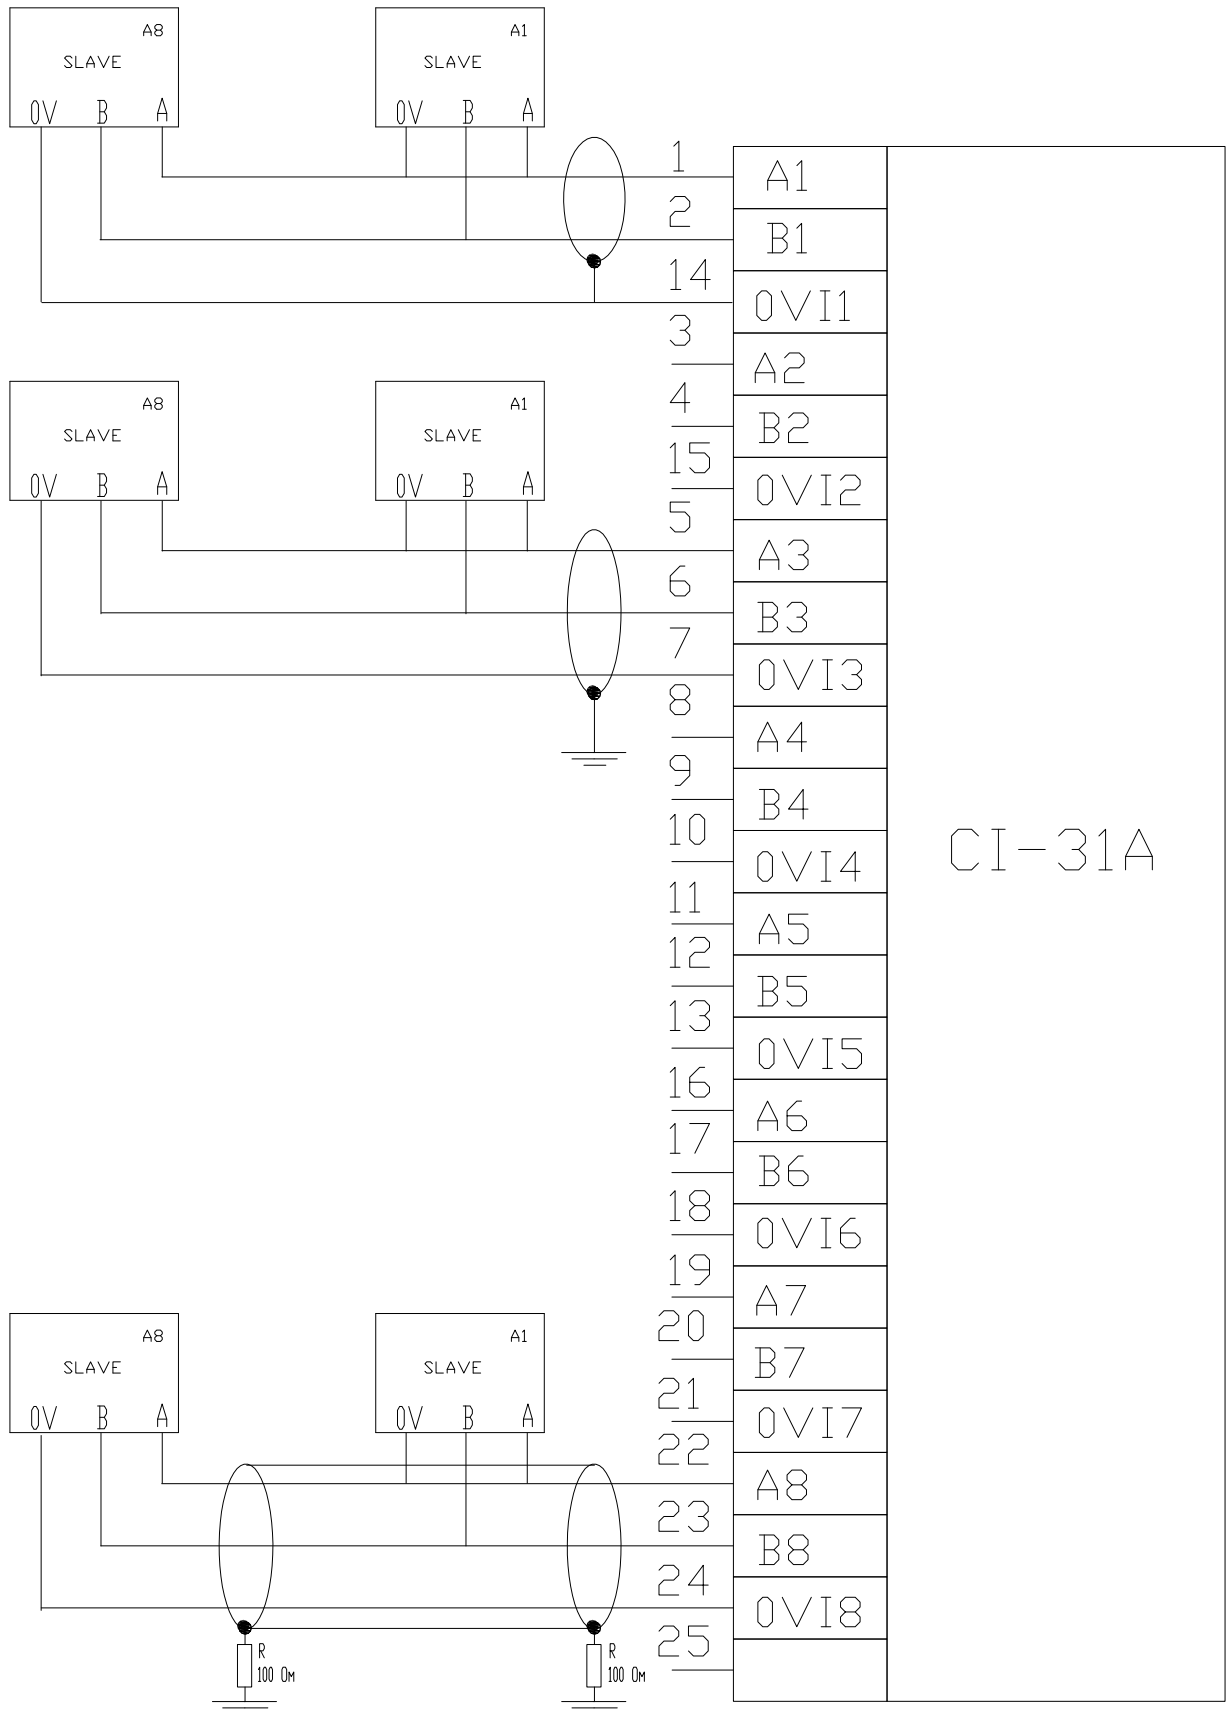 A8
SLAVE
0V B A
A1
SLAVE
0V B A
1 A1
2 B1
14 0VI1
3 A2
A8
SLAVE
0V B A
A1
SLAVE
0V B A
4 B2
15 0VI2
5 A3
6 B3
7 0VI3
8 A4
9 B4
10 0VI4
CI-31A
11 A5
12 B5
13 0VI5
16 A6
17 B6
18 0VI6
19 A7
20 B7
21 0VI7
A8
SLAVE
0V B A
A1
SLAVE
0V B A
22 A8
23 B8
24 0VI8
25
R
100 Ом
R
100 Ом